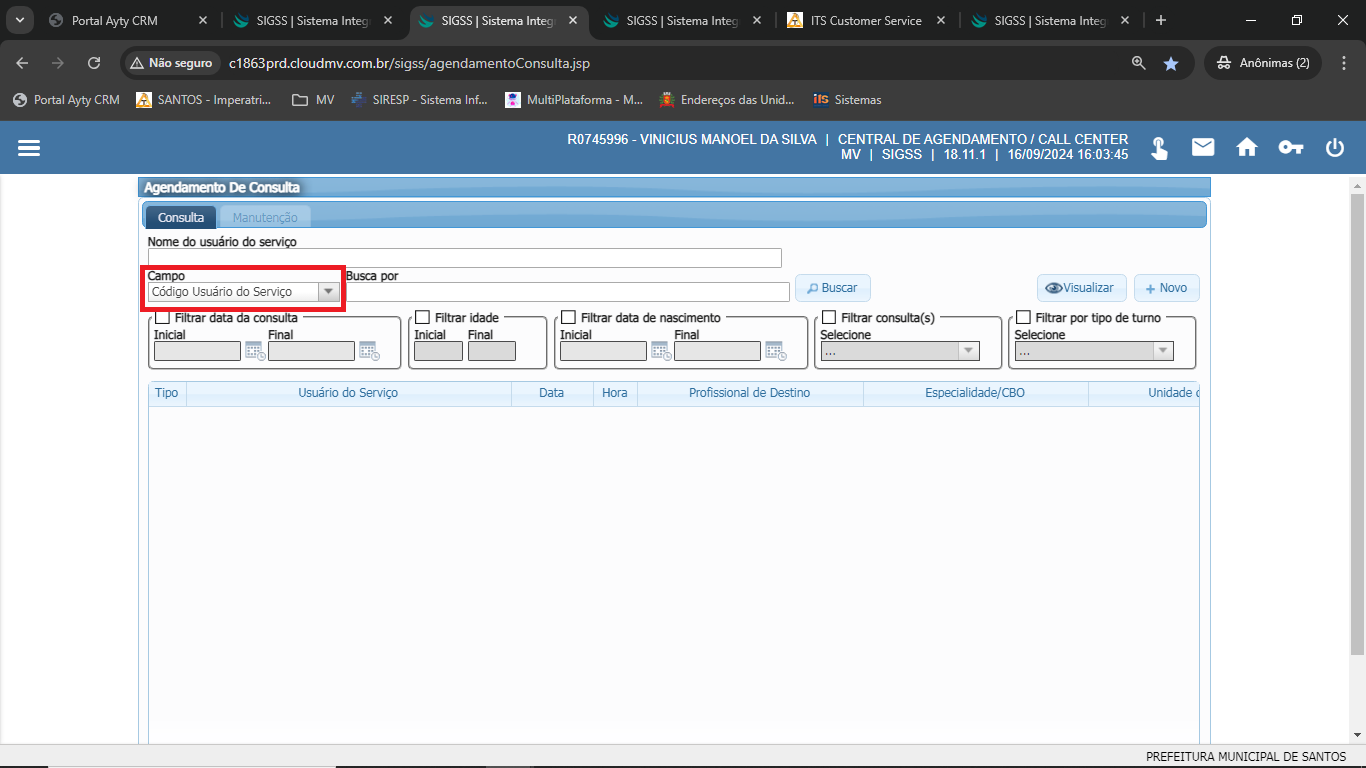 Portal Ayty CRM
SIGSS | Sistema Integr
SIGSS | Sistema Integr
SIGSS | Sistema Integr
ITS Customer Service
SIGSS | Sistema Integr
Não seguro
c1863prd.cloudmv.com.br/sigss/agendamentoConsulta.jsp
Anônimas (2)
Portal Ayty CRM
SANTOS - Imperatri...
MV
SIRESP - Sistema Inf...
MultiPlataforma - M...
Endereços das Unid...
Sistemas
R0745996 - VINICIUS MANOEL DA SILVA | CENTRAL DE AGENDAMENTO / CALL CENTER
MV | SIGSS | 18.11.1 | 16/09/2024 16:03:45
Agendamento De Consulta
Consulta
Manutenção
Nome do usuário do serviço
Campo
Busca por
Código Usuário do Serviço
Buscar
Visualizar
+ Novo
Filtrar data da consulta
Inicial
Final
Filtrar idade
Inicial
Final
Filtrar data de nascimento
Inicial
Final
Filtrar consulta(s)
Selecione
...
Filtrar por tipo de turno
Selecione
...
Tipo
Usuário do Serviço
Data
Hora
Profissional de Destino
Especialidade/CBO
Unidade d
PREFEITURA MUNICIPAL DE SANTOS